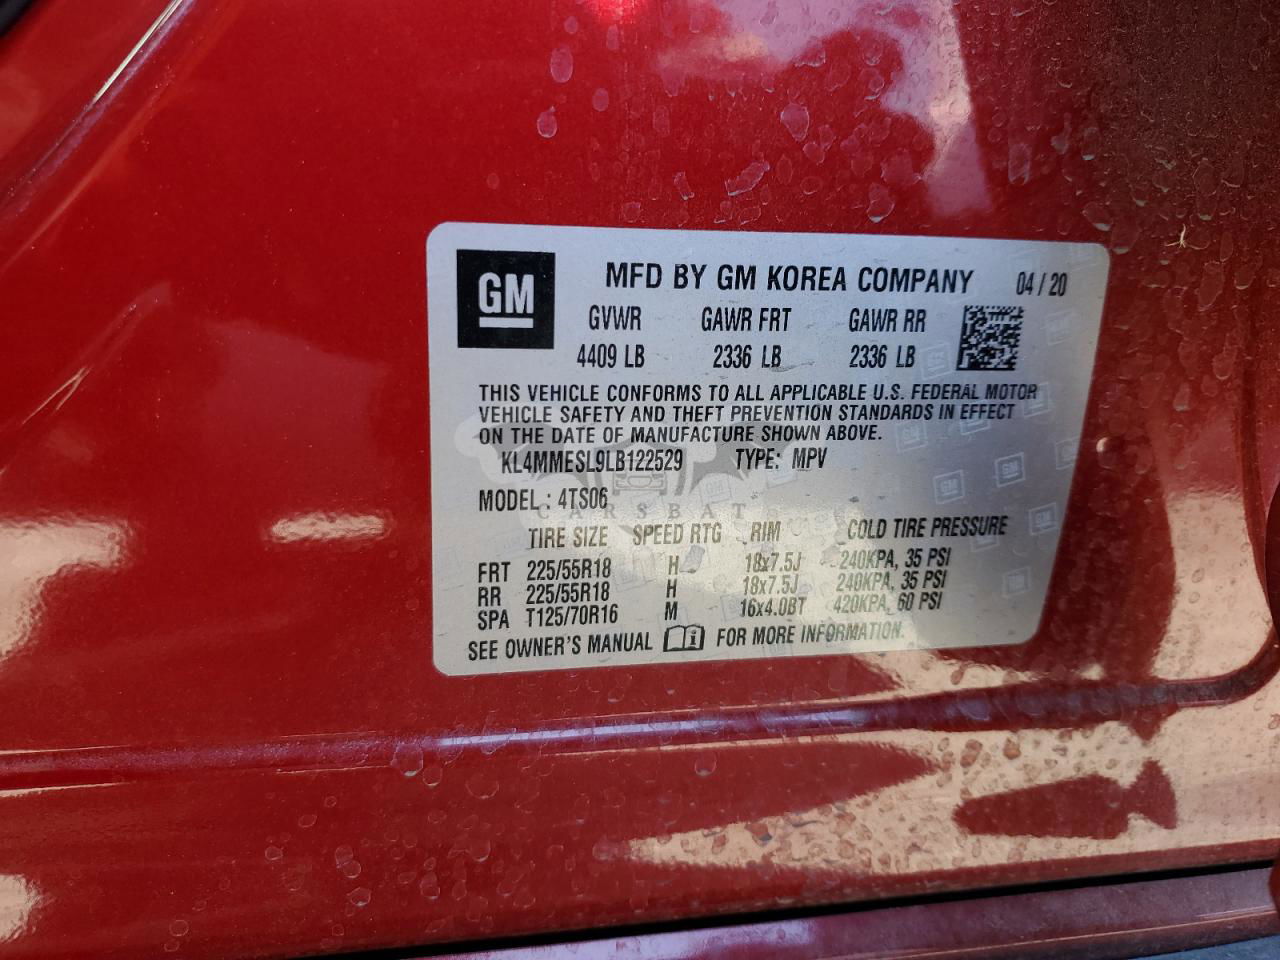 GM MFD BY GM KOREA COMPANY 04 / 20
GVWR GAWR FRT GAWR RR
4409 LB 2336 LB 2336 LB
THIS VEHICLE CONFORMS TO ALL APPLICABLE U.S. FEDERAL MOTOR
VEHICLE SAFETY AND THEFT PREVENTION STANDARDS IN EFFECT
ON THE DATE OF MANUFACTURE SHOWN ABOVE.
KL4MMESL9LB122529 TYPE: MPV
MODEL : 4TS06
CARSBAT
TIRE SIZE SPEED RTG RIM COLD TIRE PRESSURE
FRT 225/55R18 H 18x7.5J 240KPA, 35 PSI
RR 225/55R18 H 18x7.5J 240KPA, 35 PSI
SPA T125/70R16 M 16x4.0BT 420KPA, 60 PSI
SEE OWNER'S MANUAL FOR MORE INFORMATION.